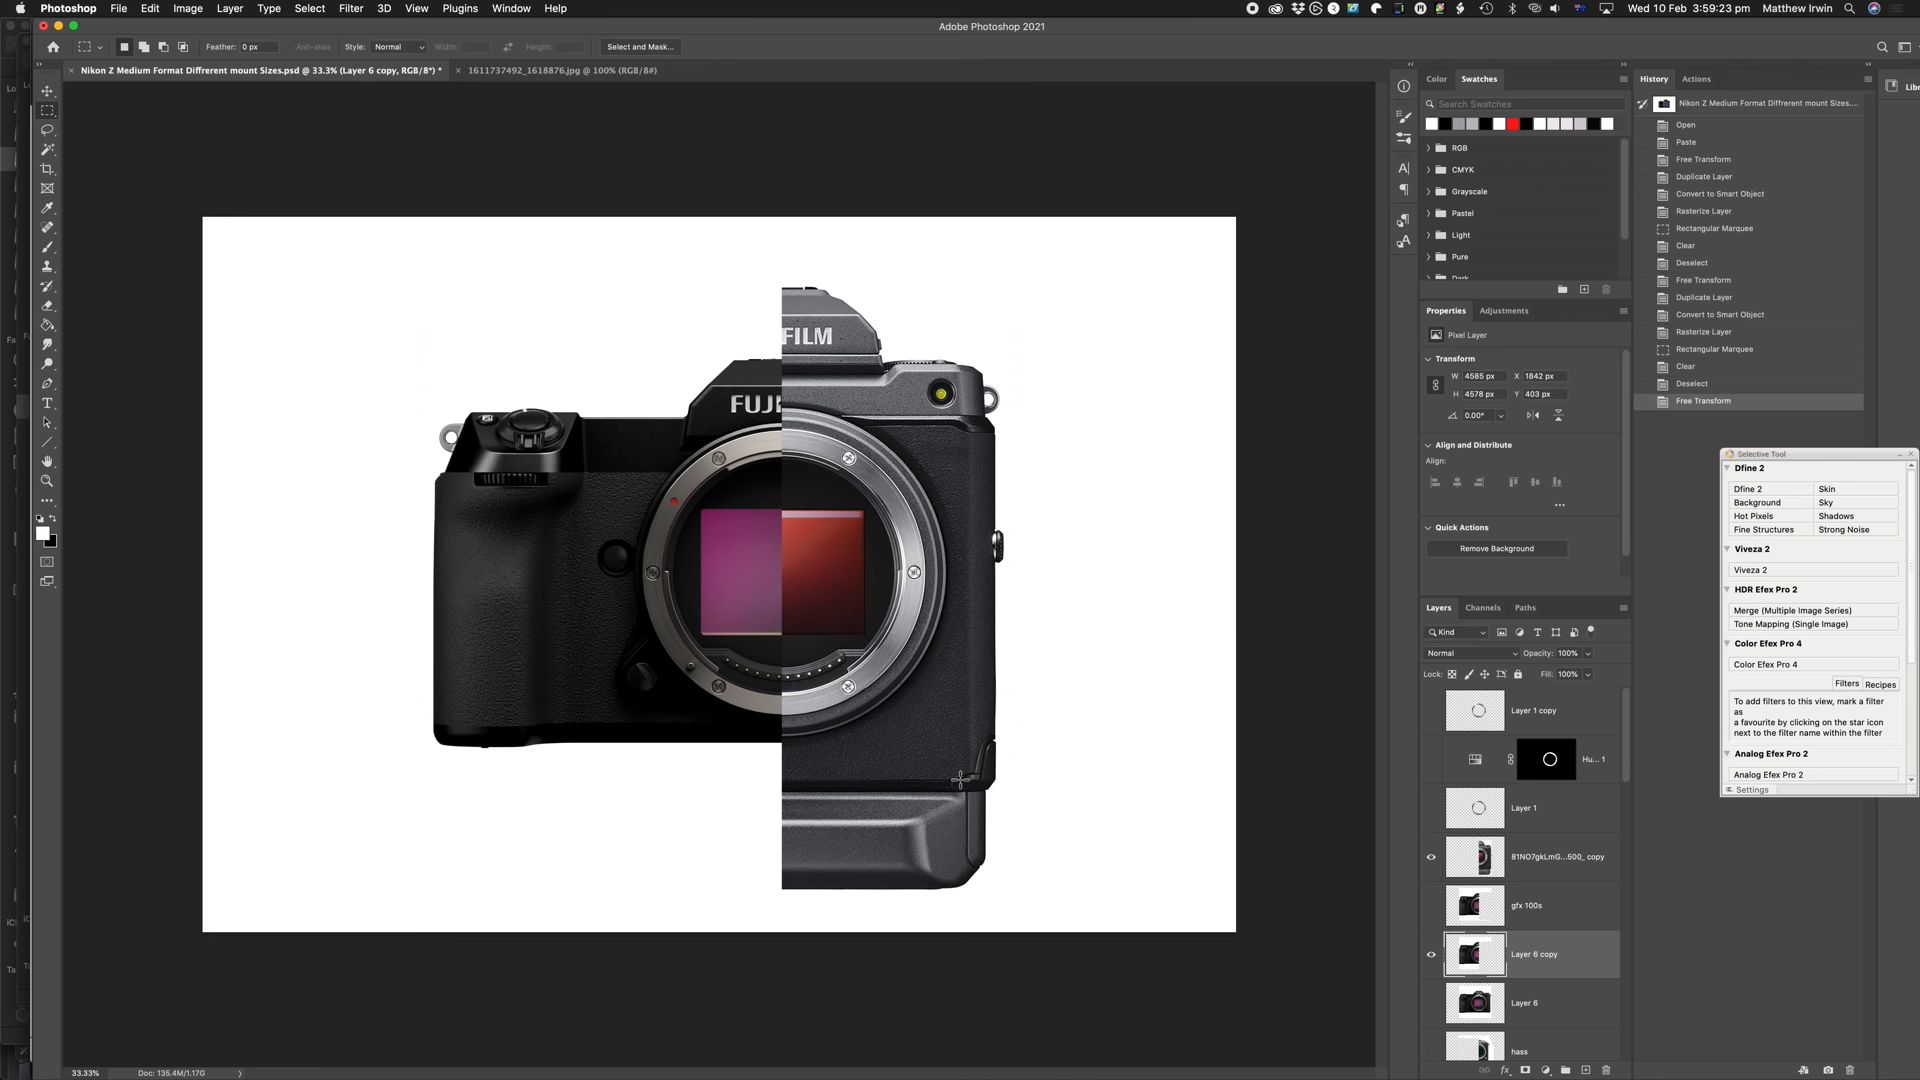 Photoshop File Edit Image Layer Type Select Filter 3D View Plugins Window Help
Wed 10 Feb 3:59:23 pm Matthew Irwin
Adobe Photoshop 2021
Feather: 0 px Anti-alias Style: Normal Width: Height: Select and Mask...
Nikon Z Medium Format Diffrerent mount Sizes.psd @ 33.3% (Layer 6 copy, RGB/8*) *
1611737492_1618876.jpg @ 100% (RGB/8#)
FILM
FUJI
Color Swatches
Search Swatches
RGB
CMYK
Grayscale
Pastel
Light
Pure
Dark
Properties Adjustments
Pixel Layer
Transform
W 4585 px X 1842 px
H 4578 px Y 403 px
0.00°
Align and Distribute
Align:
Quick Actions
Remove Background
Layers Channels Paths
Kind
Normal Opacity: 100%
Lock: Fill: 100%
Layer 1 copy
Hu... 1
Layer 1
81NO7gkLmG...500_ copy
gfx 100s
Layer 6 copy
Layer 6
hass
History Actions
Nikon Z Medium Format Diffrerent mount Sizes....
Open
Paste
Free Transform
Duplicate Layer
Convert to Smart Object
Rasterize Layer
Rectangular Marquee
Clear
Deselect
Free Transform
Duplicate Layer
Convert to Smart Object
Rasterize Layer
Rectangular Marquee
Clear
Deselect
Free Transform
Libr
Selective Tool
Dfine 2
Dfine 2 Skin
Background Sky
Hot Pixels Shadows
Fine Structures Strong Noise
Viveza 2
Viveza 2
HDR Efex Pro 2
Merge (Multiple Image Series)
Tone Mapping (Single Image)
Color Efex Pro 4
Color Efex Pro 4
Filters Recipes
To add filters to this view, mark a filter
as
a favourite by clicking on the star icon
next to the filter name within the filter
Analog Efex Pro 2
Analog Efex Pro 2
Settings
33.33% Doc: 135.4M/1.17G